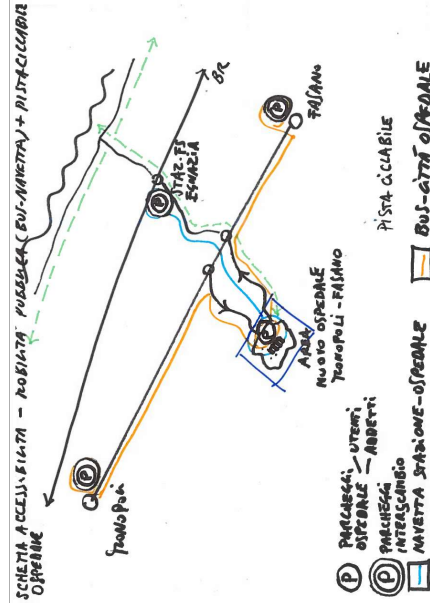 SCHEMA ACCESSIBILITÀ - MOBILITÀ PUBBLICA (BUS-NAVETTA) + PISTA CICLABILE
OSPEDALE
BR
MONOPOLI
P
STAZ-FS
EGNAZIA
P
FASANO
P
P
AREA
NUOVO OSPEDALE
MONOPOLI-FASANO
P PARCHEGGI
OSPEDALE
UTENTI
ADDETTI
P PARCHEGGI
INTERSCAMBIO
NAVETTA STAZIONE-OSPEDALE
PISTA CICLABILE
BUS-CITTÀ OSPEDALE